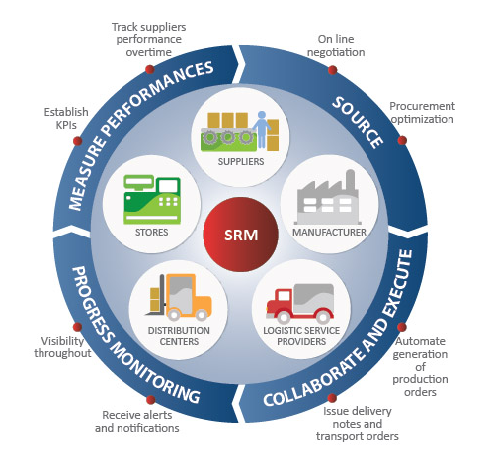 Track suppliers
performance
overtime
On line
negotiation
Establish
KPIs
Procurement
optimization
MEASURE PERFORMANCES
SOURCE
SUPPLIERS
STORES
MANUFACTURER
SRM
DISTRIBUTION
CENTERS
LOGISTIC SERVICE
PROVIDERS
PROGRESS MONITORING
COLLABORATE AND EXECUTE
Visibility
throughout
Automate
generation
of
production
orders
Receive alerts
and notifications
Issue delivery
notes and
transport orders